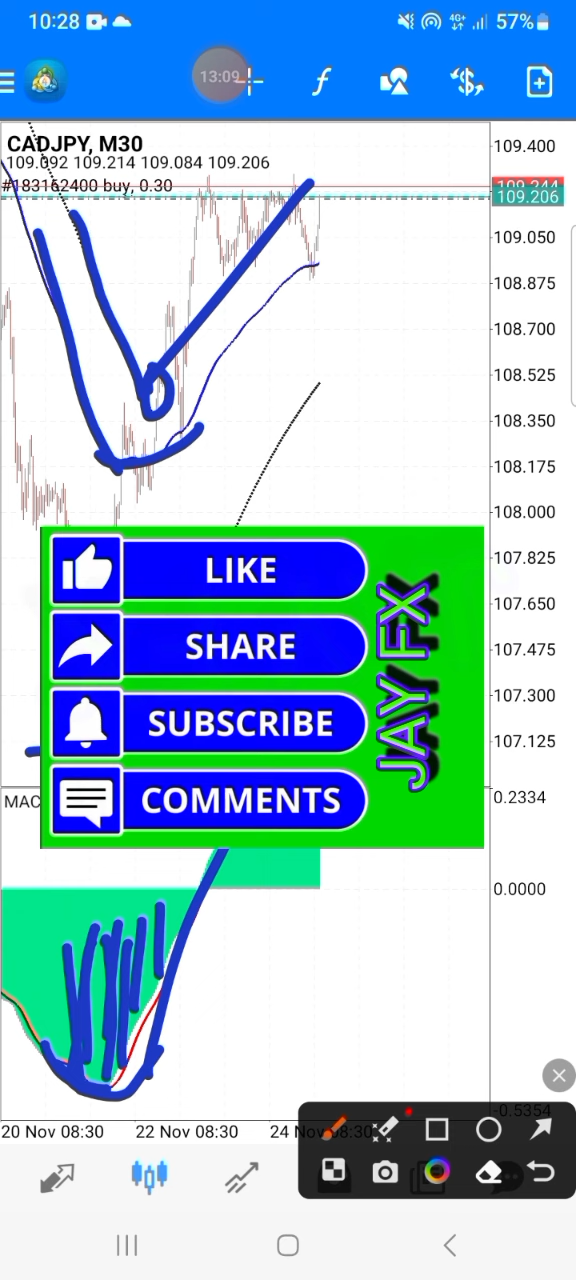 10:28
4G+
57%
13:09
CADJPY, M30
109.092 109.214 109.084 109.206
#183162400 buy, 0.30
109.400
109.244
109.206
109.050
108.875
108.700
108.525
108.350
108.175
108.000
107.825
107.650
107.475
107.300
107.125
LIKE
SHARE
SUBSCRIBE
COMMENTS
JAY FX
MAC
0.2334
0.0000
-0.5354
20 Nov 08:30
22 Nov 08:30
24 Nov 08:30